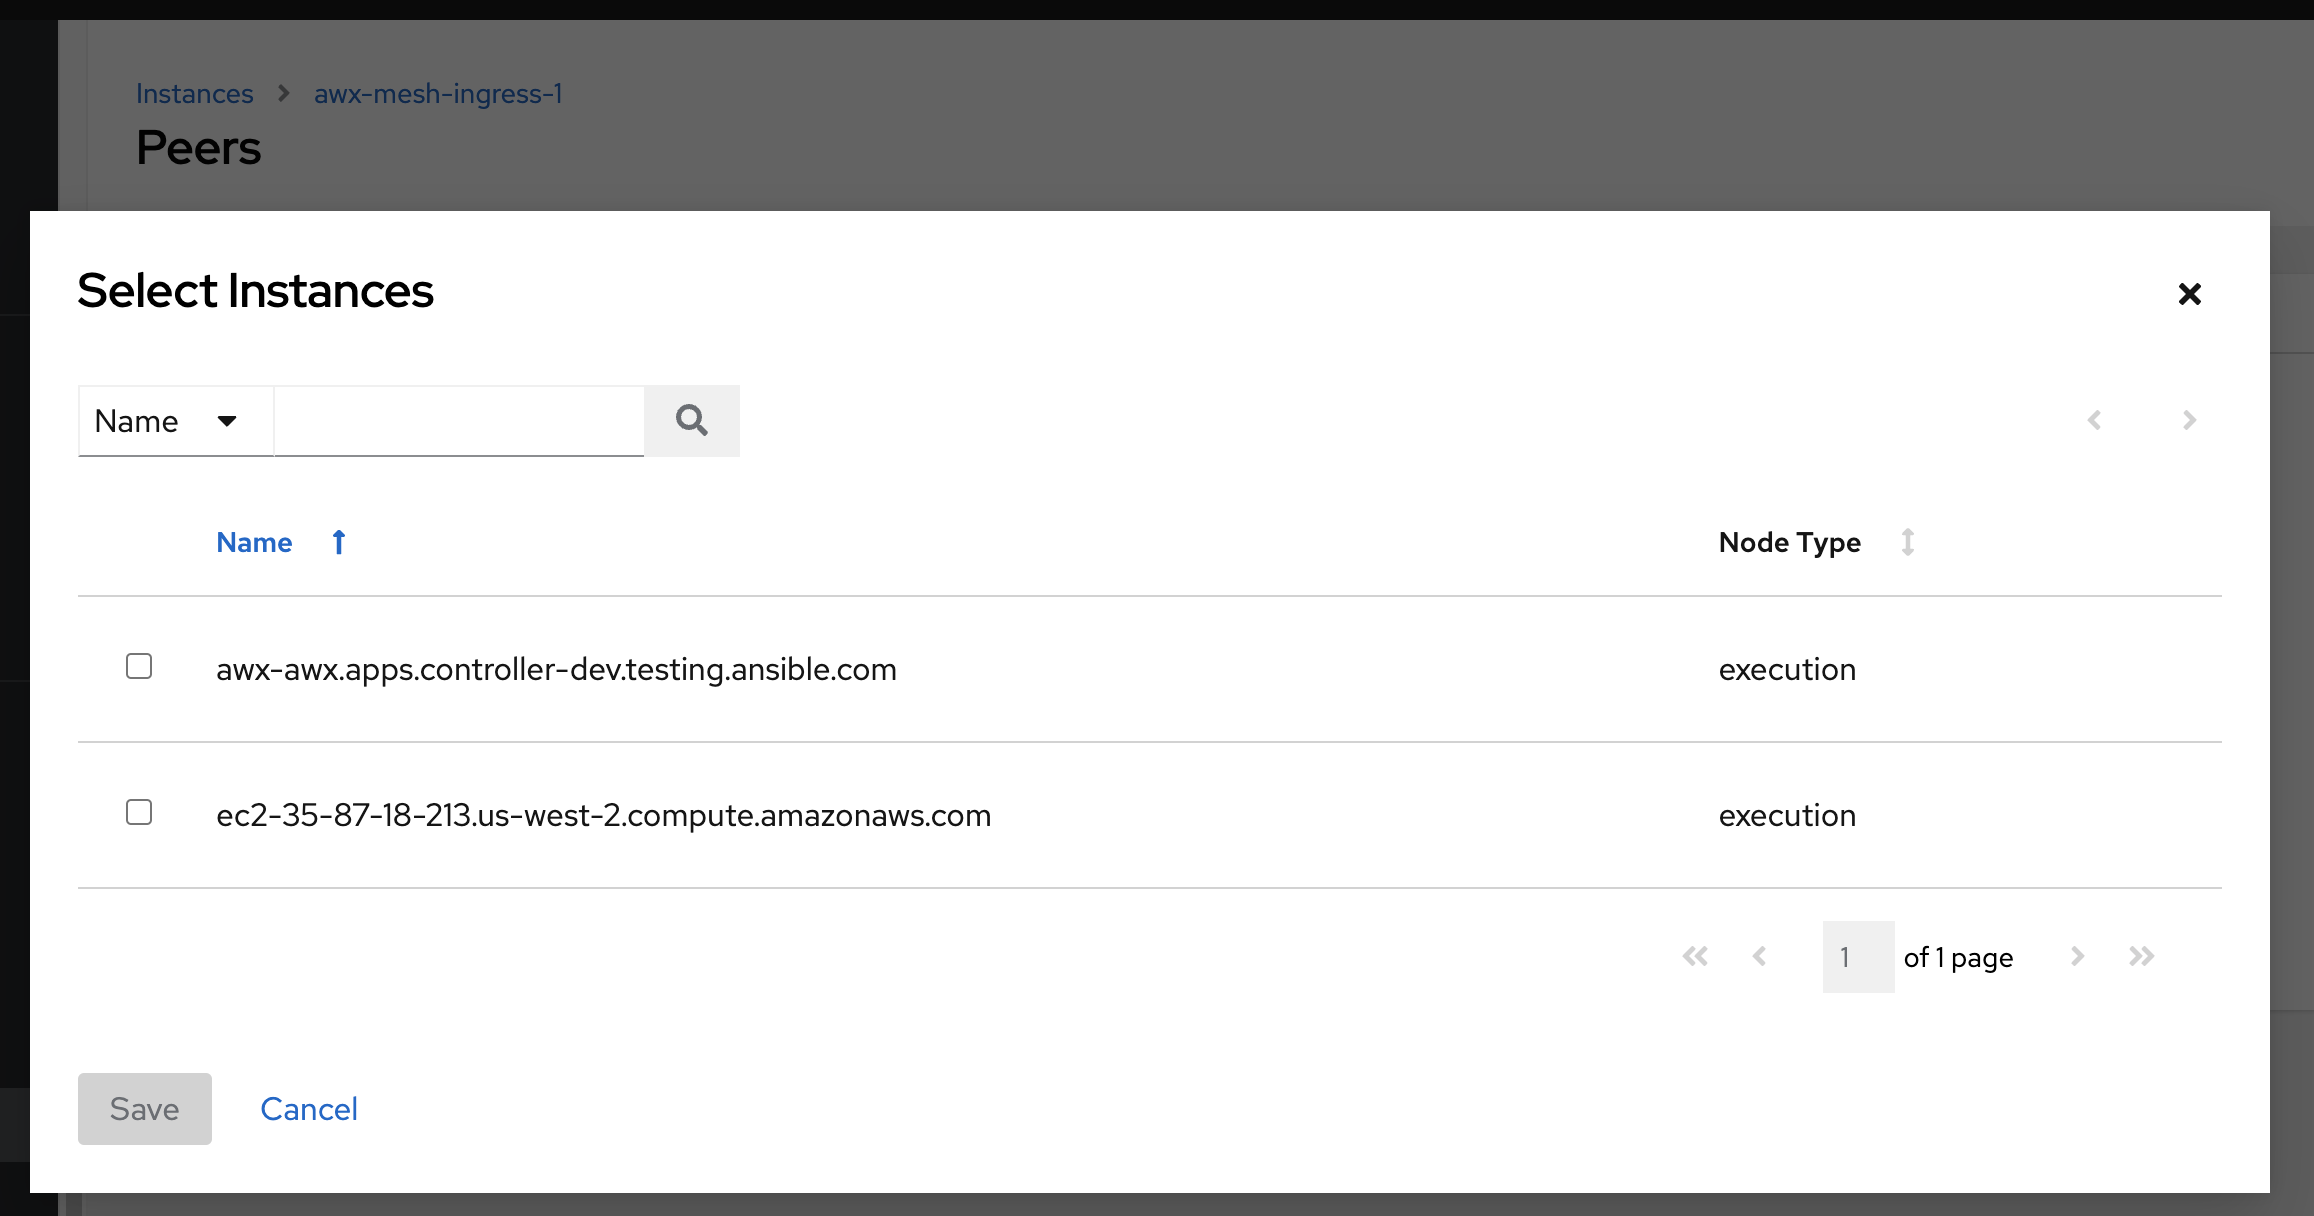 Instances > awx-mesh-ingress-1
Peers
Select Instances
Name
Name Node Type
awx-awx.apps.controller-dev.testing.ansible.com execution
ec2-35-87-18-213.us-west-2.compute.amazonaws.com execution
1 of 1 page
Save Cancel